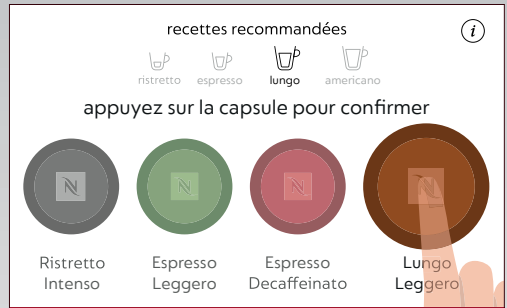 recettes recommandées
i
ristretto espresso lungo americano
appuyez sur la capsule pour confirmer
N N N N
Ristretto Espresso Espresso Lungo
Intenso Leggero Decaffeinato Leggero